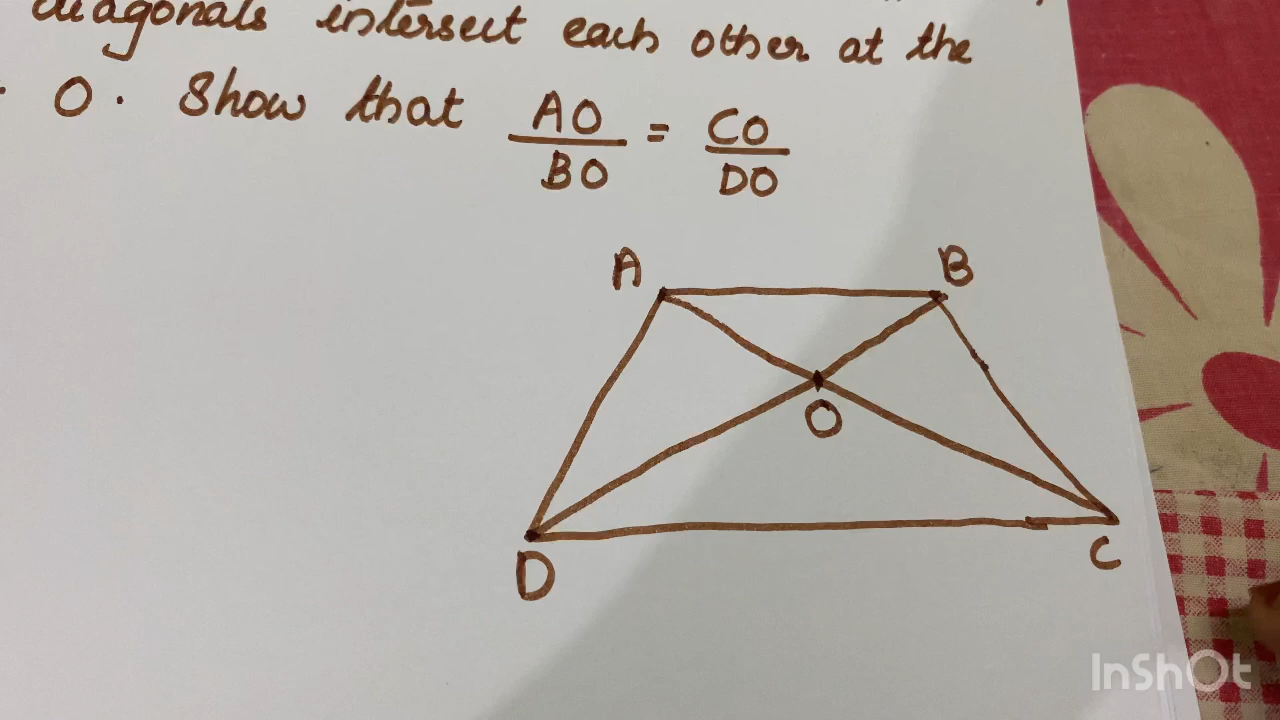 diagonals intersect each other at the
. O. Show that AO/BO = CO/DO
A B
O
D C
InShOt